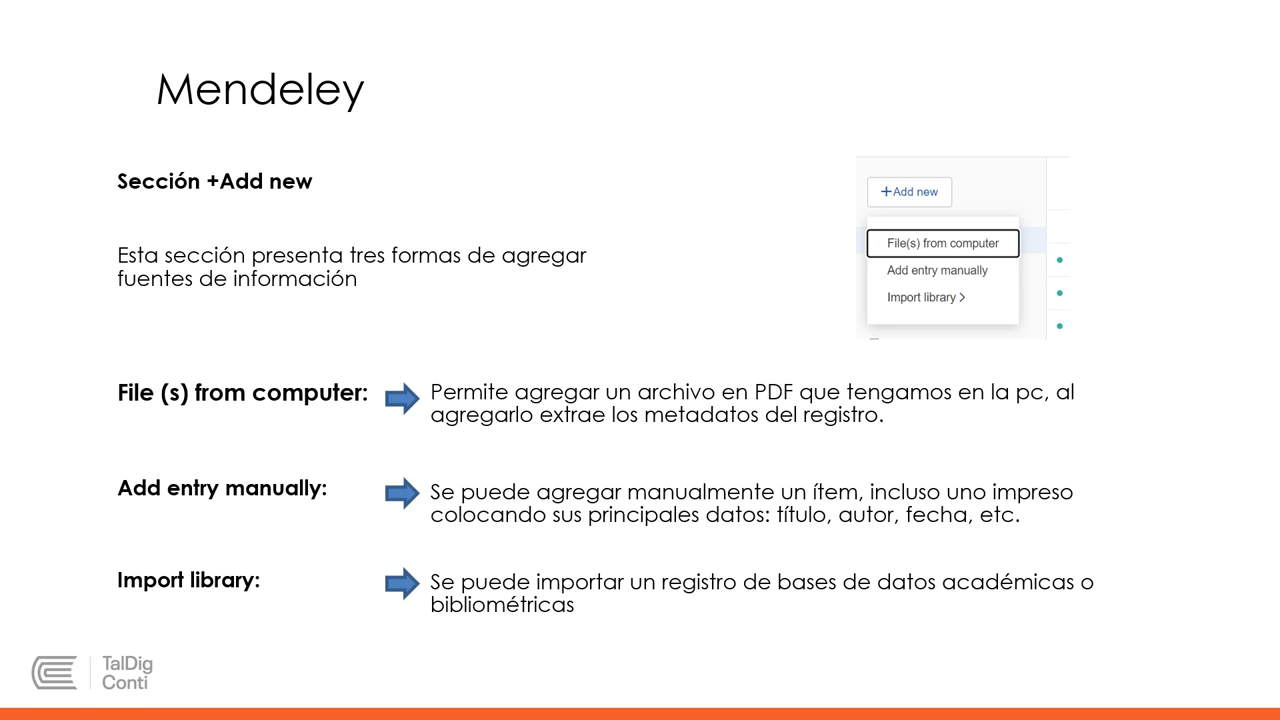 Mendeley
Sección +Add new
Esta sección presenta tres formas de agregar
fuentes de información
+Add new
File(s) from computer
Add entry manually
Import library >
File (s) from computer:
Permite agregar un archivo en PDF que tengamos en la pc, al
agregarlo extrae los metadatos del registro.
Add entry manually:
Se puede agregar manualmente un ítem, incluso uno impreso
colocando sus principales datos: título, autor, fecha, etc.
Import library:
Se puede importar un registro de bases de datos académicas o
bibliométricas
TalDig
Conti